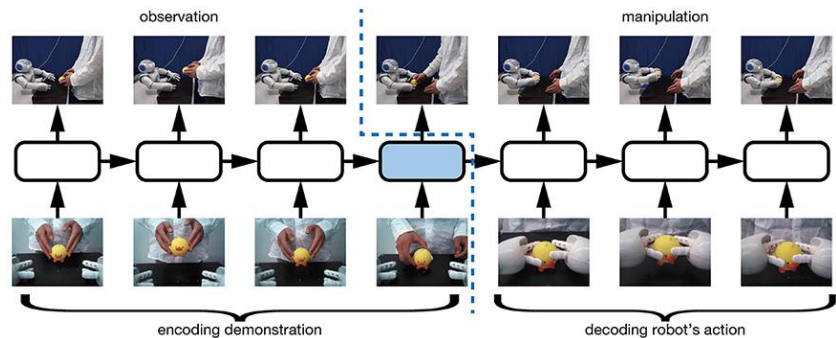 observation
manipulation
encoding demonstration
decoding robot's action